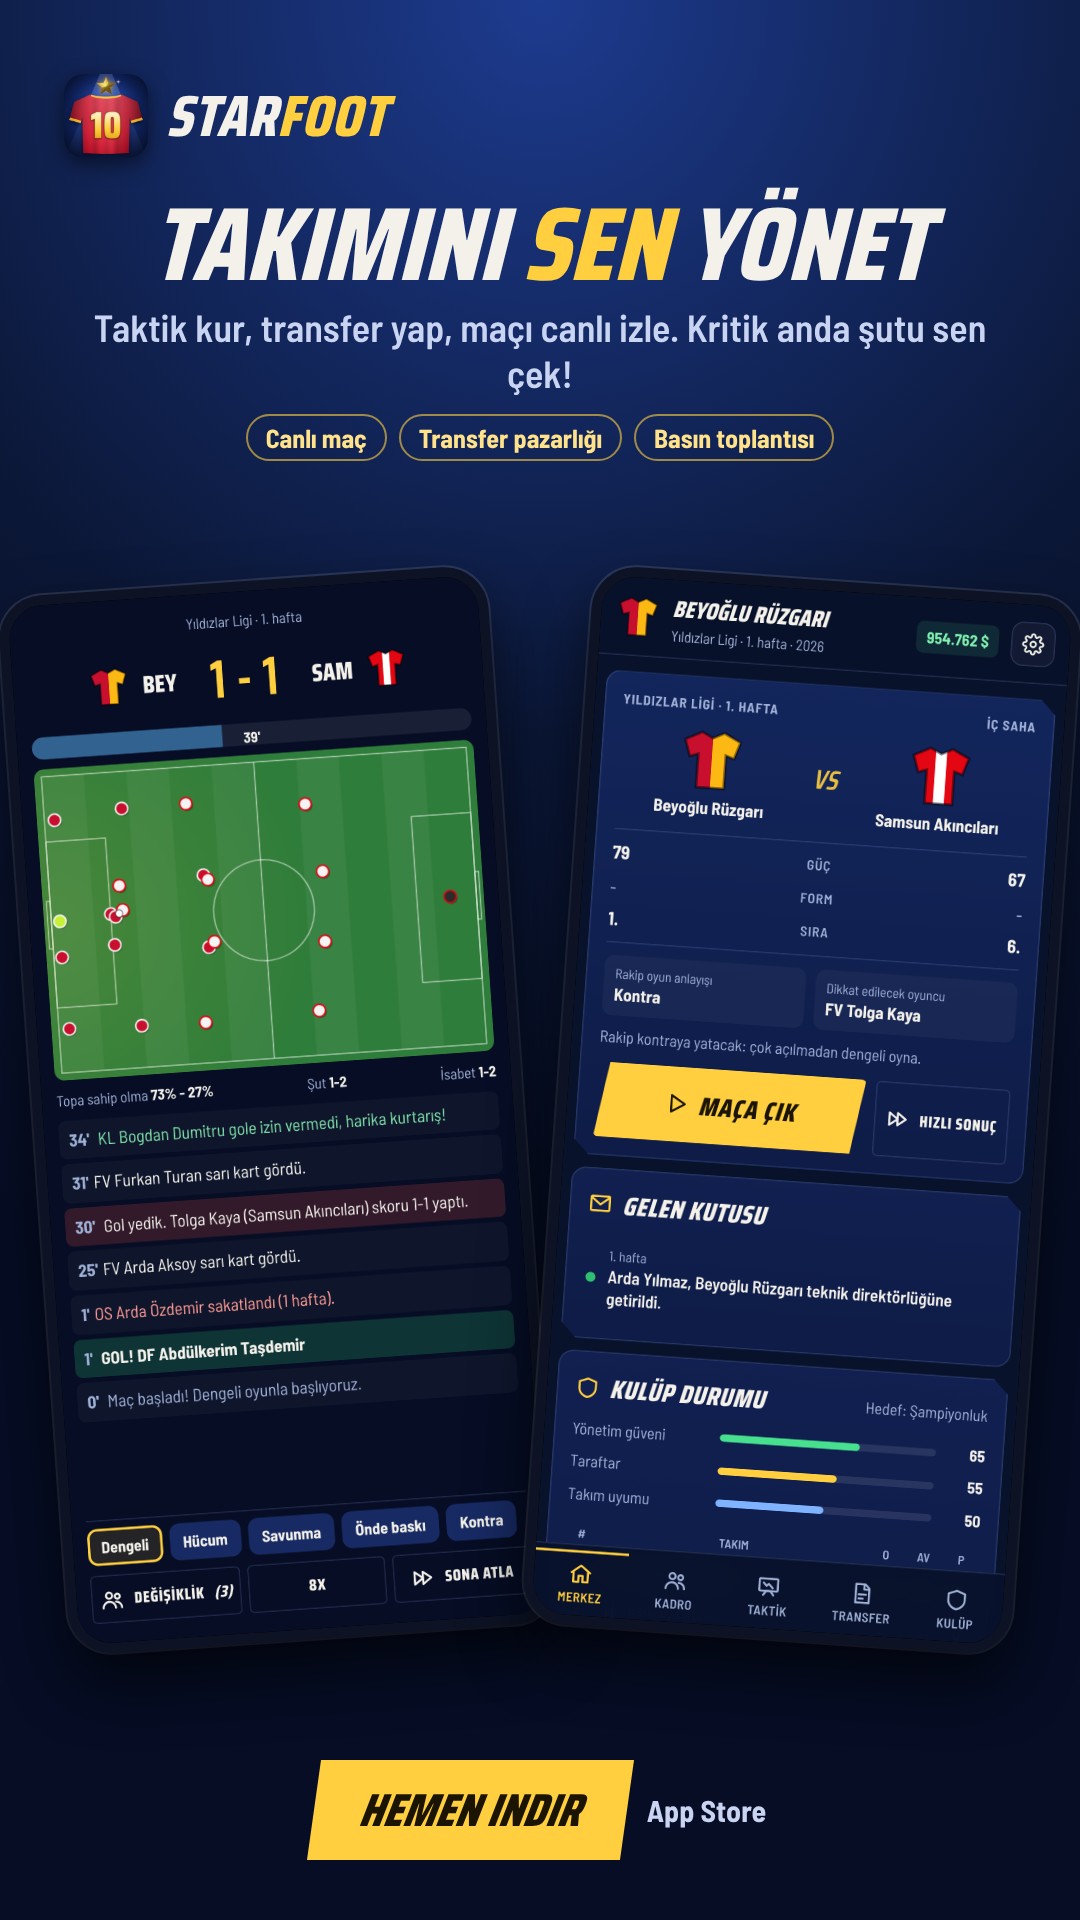 10
STARFOOT
TAKIMINI SEN YÖNET
Taktik kur, transfer yap, maçı canlı izle. Kritik anda şutu sen
çek!
Canlı maç
Transfer pazarlığı
Basın toplantısı
Yıldızlar Ligi · 1. hafta
BEY 1 - 1 SAM
39'
Topa sahip olma 73% - 27%
Şut 1-2
İsabet 1-2
34' KL Bogdan Dumitru gole izin vermedi, harika kurtarış!
31' FV Furkan Turan sarı kart gördü.
30' Gol yedik. Tolga Kaya (Samsun Akıncıları) skoru 1-1 yaptı.
25' FV Arda Aksoy sarı kart gördü.
1' OS Arda Özdemir sakatlandı (1 hafta).
1' GOL! DF Abdülkerim Taşdemir
0' Maç başladı! Dengeli oyunla başlıyoruz.
Dengeli
Hücum
Savunma
Önde baskı
Kontra
DEĞİŞİKLİK (3)
8X
SONA ATLA
BEYOĞLU RÜZGARI
Yıldızlar Ligi · 1. hafta · 2026
954.762 $
YILDIZLAR LİGİ · 1. HAFTA
İÇ SAHA
VS
Beyoğlu Rüzgarı
Samsun Akıncıları
79 GÜÇ 67
- FORM -
1. SIRA 6.
Rakip oyun anlayışı
Kontra
Dikkat edilecek oyuncu
FV Tolga Kaya
Rakip kontraya yatacak: çok açılmadan dengeli oyna.
MAÇA ÇIK
HIZLI SONUÇ
GELEN KUTUSU
1. hafta
Arda Yılmaz, Beyoğlu Rüzgarı teknik direktörlüğüne
getirildi.
KULÜP DURUMU
Hedef: Şampiyonluk
Yönetim güveni 65
Taraftar 55
Takım uyumu 50
# TAKIM O AV P
MERKEZ
KADRO
TAKTİK
TRANSFER
KULÜP
HEMEN INDIR
App Store